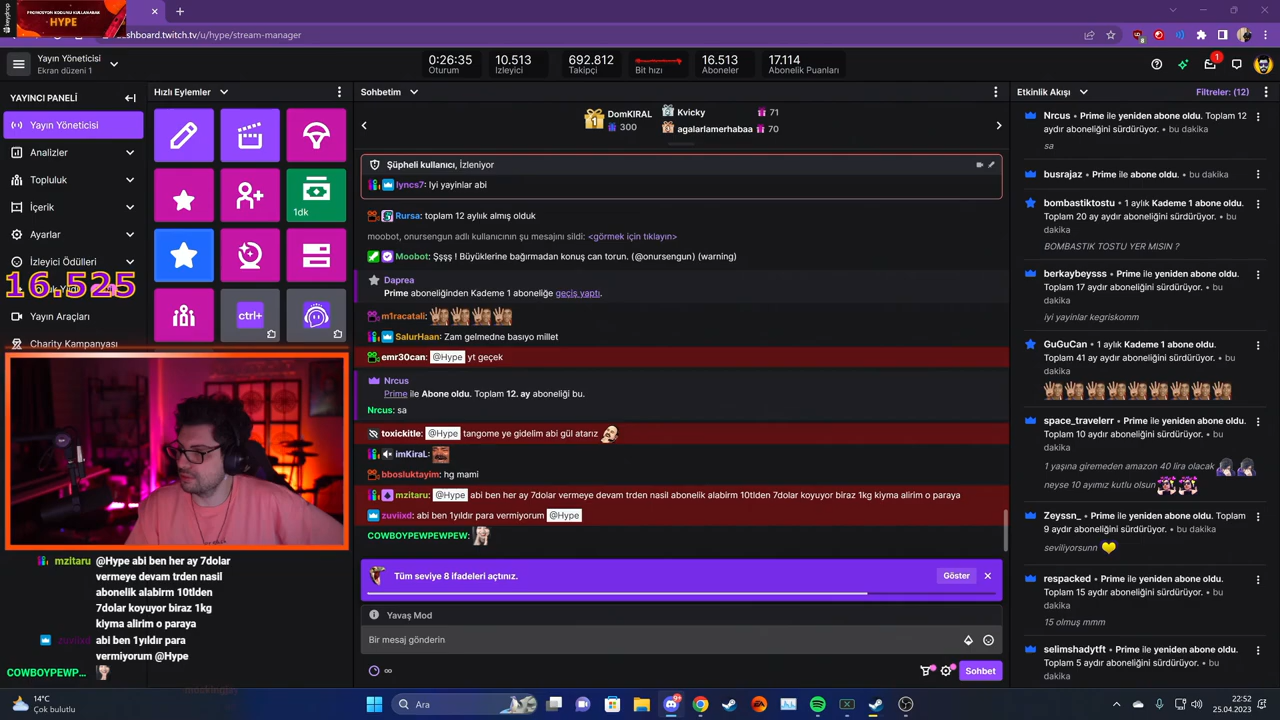 PROMOSYON KODUNU KULLANARAK
HYPE
keydrop
dashboard.twitch.tv/u/hype/stream-manager
Yayın Yöneticisi
Ekran düzeni 1
0:26:35
Oturum
10.513
İzleyici
692.812
Takipçi
Bit hızı
16.513
Aboneler
17.114
Abonelik Puanları
1
YAYINCI PANELİ
Yayın Yöneticisi
Analizler
Topluluk
İçerik
Ayarlar
İzleyici Ödülleri
16.525
Yayın Araçları
Charity Kampanyası
Hızlı Eylemler
1dk
ctrl+
Sohbetim
1
DomKIRAL
300
2 Kvicky 71
3 agalarlamerhabaa 70
Şüpheli kullanıcı, İzleniyor
lyncs7: Iyi yayinlar abi
Rursa: toplam 12 aylıık almış olduk
moobot, onursengun adlı kullanıcının şu mesajını sildi: <görmek için tıklayın>
Moobot: Şşşş ! Büyüklerine bağırmadan konuş can torun. (@onursengun) (warning)
Daprea
Prime aboneliğinden Kademe 1 aboneliğe geçiş yaptı.
m1racatali:
SalurHaan: Zam gelmedne basıyo millet
emr30can: @Hype yt geçek
Nrcus
Prime ile Abone oldu. Toplam 12. ay aboneliği bu.
Nrcus: sa
toxickitle: @Hype tangome ye gidelim abi gül atarız
imKiraL:
bbosluktayim: hg mami
mzitaru: @Hype abi ben her ay 7dolar vermeye devam trden nasil abonelik alabirm 10tlden 7dolar koyuyor biraz 1kg kiyma alirim o paraya
zuviixd: abi ben 1yıldır para vermiyorum @Hype
COWBOYPEWPEWPEW:
Tüm seviye 8 ifadeleri açtınız.
Göster
Yavaş Mod
Bir mesaj gönderin
∞
Sohbet
Etkinlik Akışı
Filtreler: (12)
Nrcus • Prime ile yeniden abone oldu. Toplam 12
aydır aboneliğini sürdürüyor. • bu dakika
sa
busrajaz • Prime ile abone oldu. • bu dakika
bombastiktostu • 1 aylık Kademe 1 abone oldu.
Toplam 20 ay aboneliğini sürdürüyor. • bu
dakika
BOMBASTIK TOSTU YER MISIN ?
berkaybeysss • Prime ile yeniden abone oldu.
Toplam 17 aydır aboneliğini sürdürüyor. • bu
dakika
iyi yayınlar kegriskomm
GuGuCan • 1 aylık Kademe 1 abone oldu.
Toplam 41 ay aboneliğini sürdürüyor. • bu
dakika
space_travelerr • Prime ile yeniden abone oldu.
Toplam 10 aydır aboneliğini sürdürüyor. • bu
dakika
1 yaşına giremeden amazon 40 lira olacak
neyse 10 ayımız kutlu olsun
Zeyssn_ • Prime ile yeniden abone oldu. Toplam
9 aydır aboneliğini sürdürüyor. • bu dakika
seviliyorsunn
respacked • Prime ile yeniden abone oldu.
Toplam 15 aydır aboneliğini sürdürüyor. • bu
dakika
15 olmuş mmm
selimshadytft • Prime ile yeniden abone oldu.
Toplam 5 aydır aboneliğini sürdürüyor. • bu
dakika
mzitaru @Hype abi ben her ay 7dolar
vermeye devam trden nasil
abonelik alabirm 10tlden
7dolar koyuyor biraz 1kg
kiyma alirim o paraya
zuviixd abi ben 1yıldır para
vermiyorum @Hype
COWBOYPEWP...
mockingjay
14°C
Çok bulutlu
Ara
22:52
25.04.2023